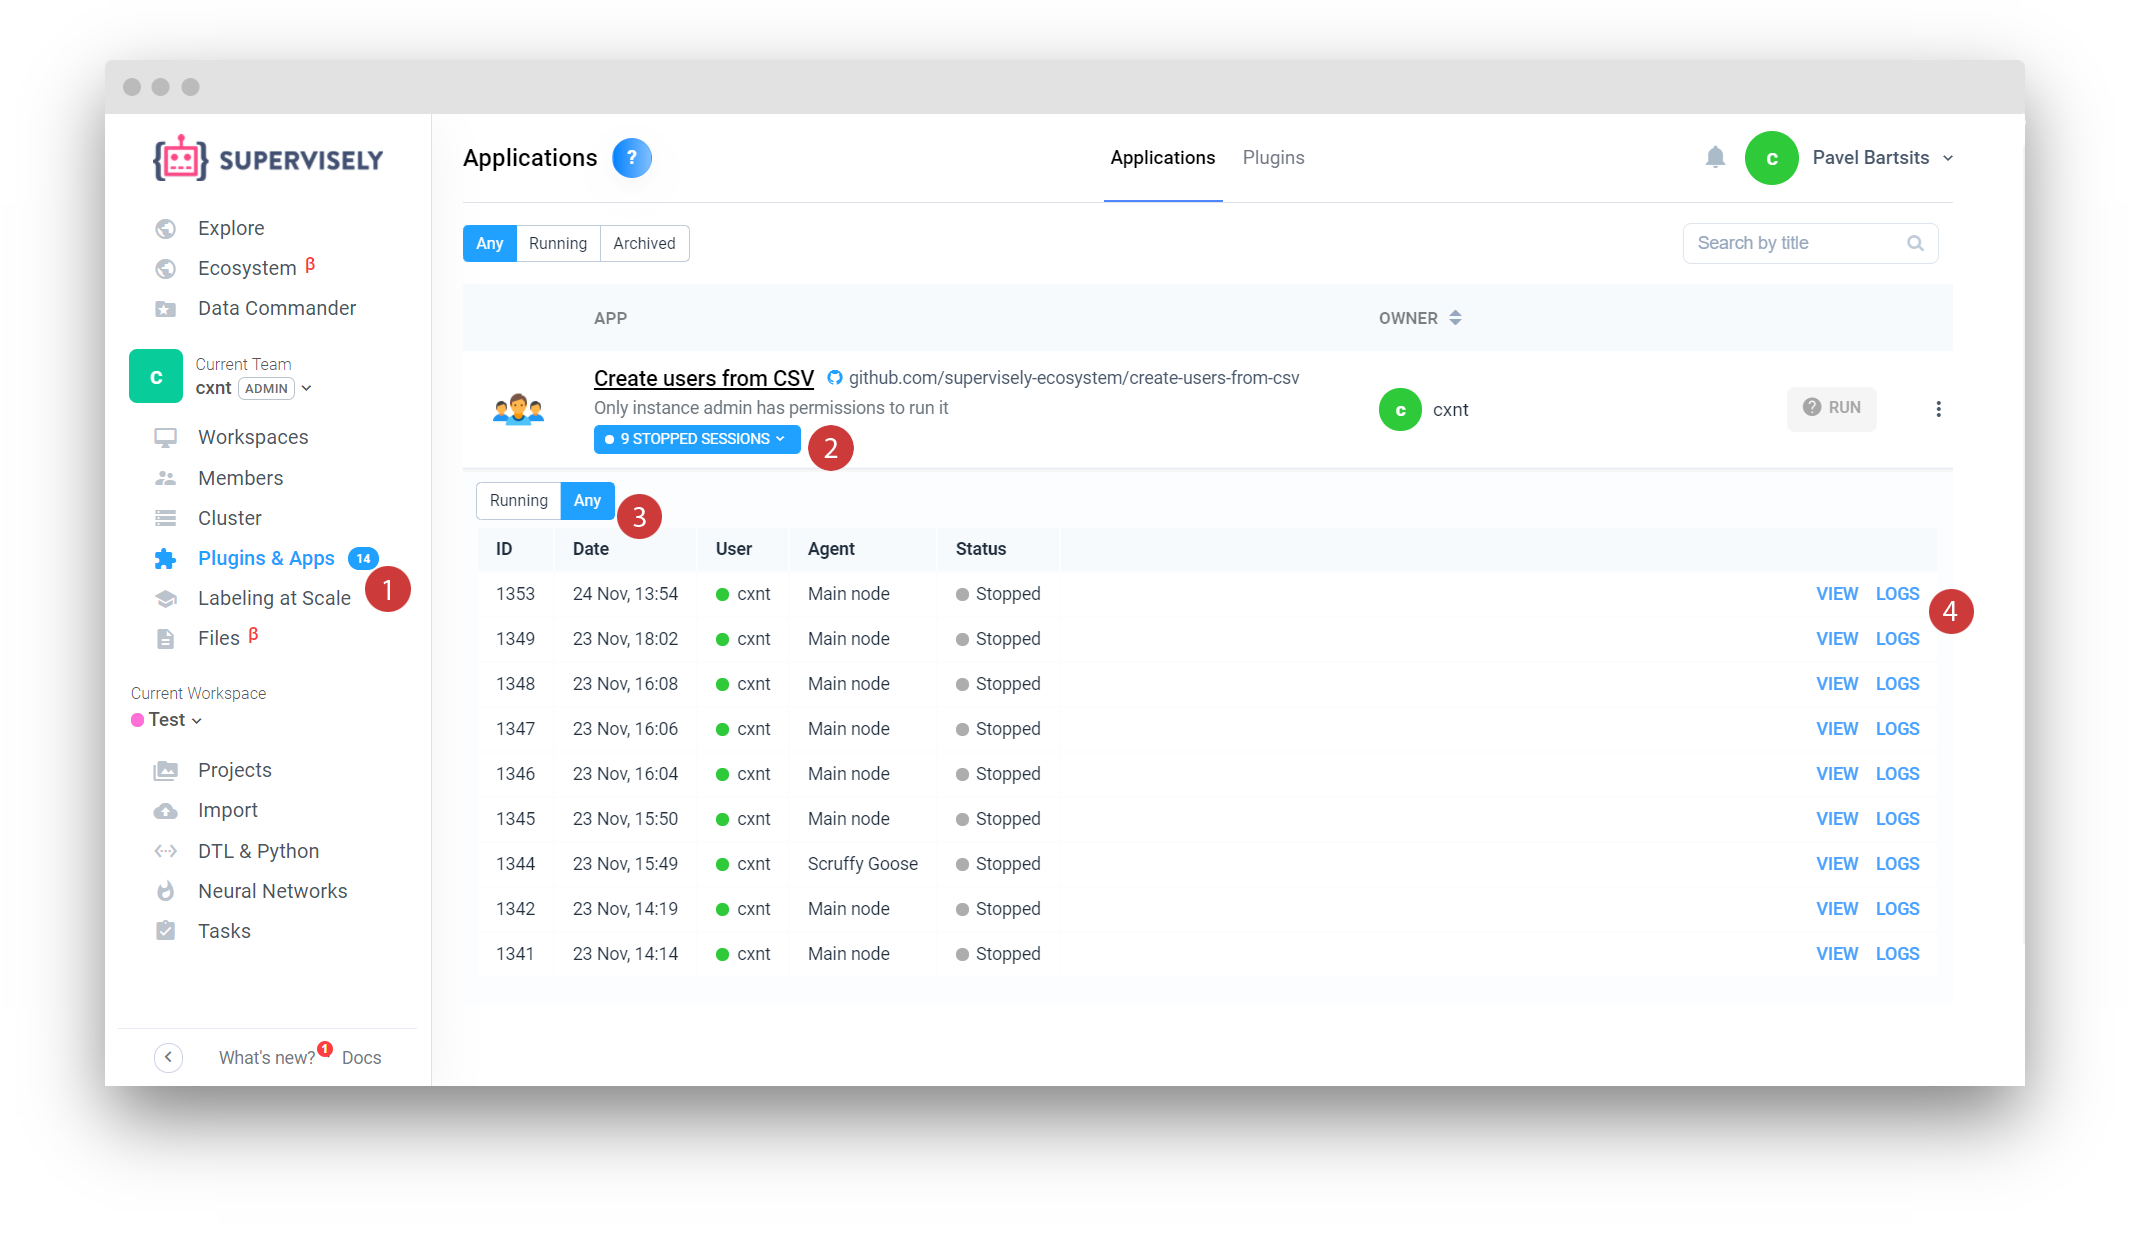 SUPERVISELY
Explore
Ecosystem β
Data Commander
c
Current Team
cxnt ADMIN
Workspaces
Members
Cluster
Plugins & Apps 14
1
Labeling at Scale
Files β
Current Workspace
Test
Projects
Import
DTL & Python
Neural Networks
Tasks
What's new? 1 Docs
Applications ?
Applications Plugins
c Pavel Bartsits
Any Running Archived
Search by title
APP OWNER
Create users from CSV github.com/supervisely-ecosystem/create-users-from-csv
Only instance admin has permissions to run it
9 STOPPED SESSIONS 2
c cxnt ? RUN
Running Any 3
ID Date User Agent Status
1353 24 Nov, 13:54 cxnt Main node Stopped VIEW LOGS 4
1349 23 Nov, 18:02 cxnt Main node Stopped VIEW LOGS
1348 23 Nov, 16:08 cxnt Main node Stopped VIEW LOGS
1347 23 Nov, 16:06 cxnt Main node Stopped VIEW LOGS
1346 23 Nov, 16:04 cxnt Main node Stopped VIEW LOGS
1345 23 Nov, 15:50 cxnt Main node Stopped VIEW LOGS
1344 23 Nov, 15:49 cxnt Scruffy Goose Stopped VIEW LOGS
1342 23 Nov, 14:19 cxnt Main node Stopped VIEW LOGS
1341 23 Nov, 14:14 cxnt Main node Stopped VIEW LOGS